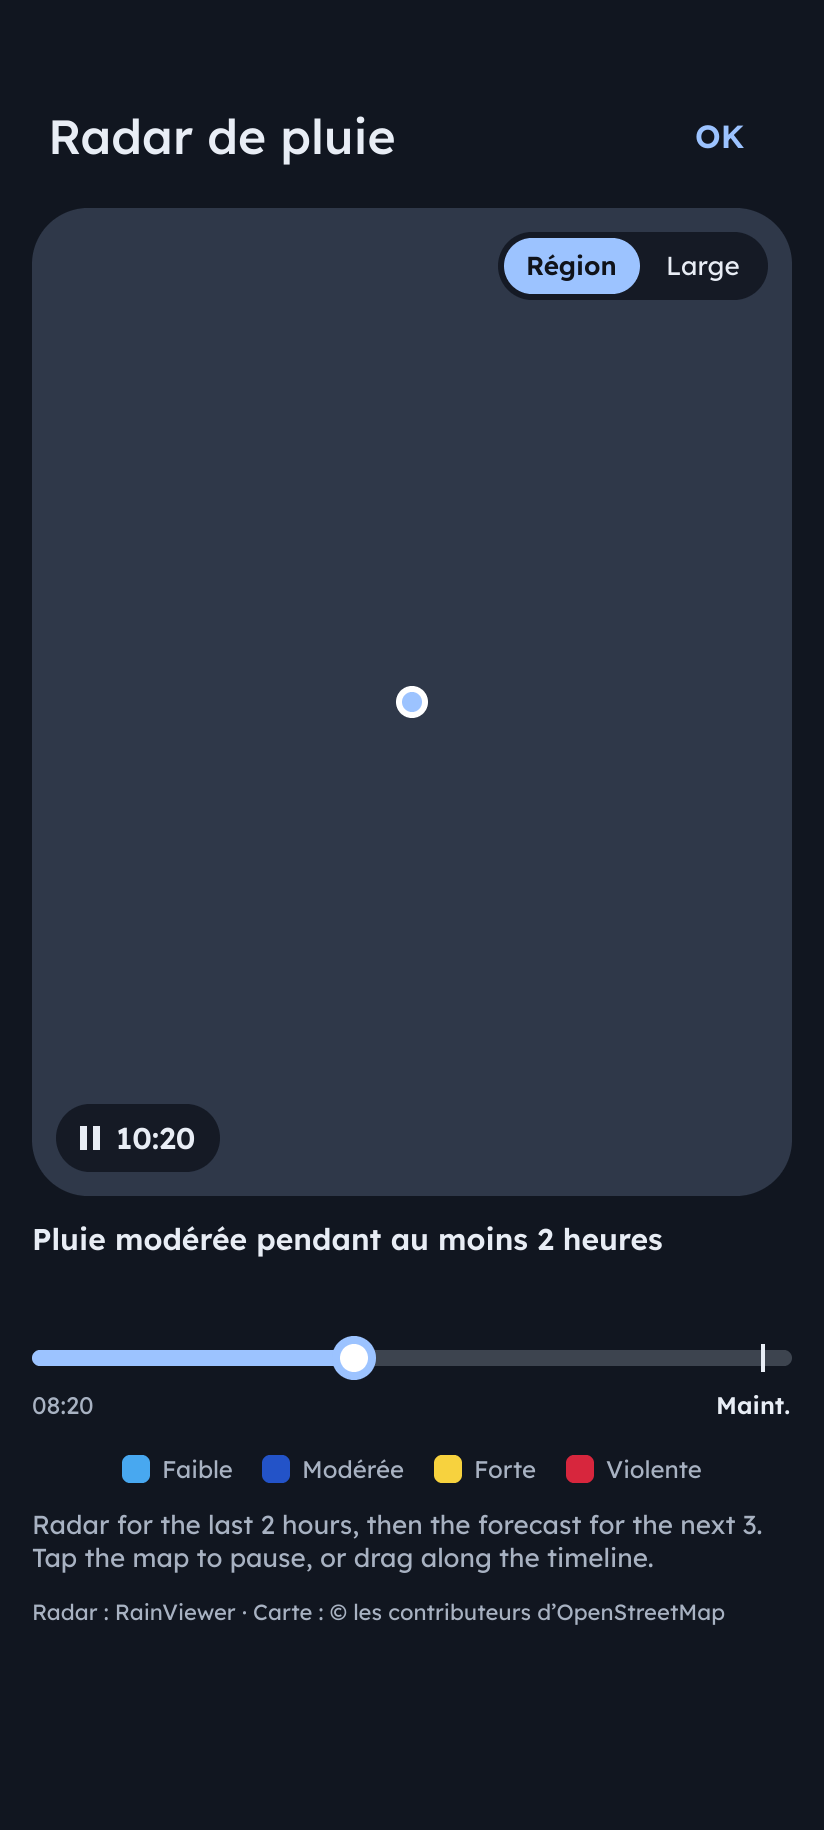 Radar de pluie
OK
Région
Large
10:20
Pluie modérée pendant au moins 2 heures
08:20
Maint.
Faible
Modérée
Forte
Violente
Radar for the last 2 hours, then the forecast for the next 3.
Tap the map to pause, or drag along the timeline.
Radar : RainViewer · Carte : © les contributeurs d’OpenStreetMap